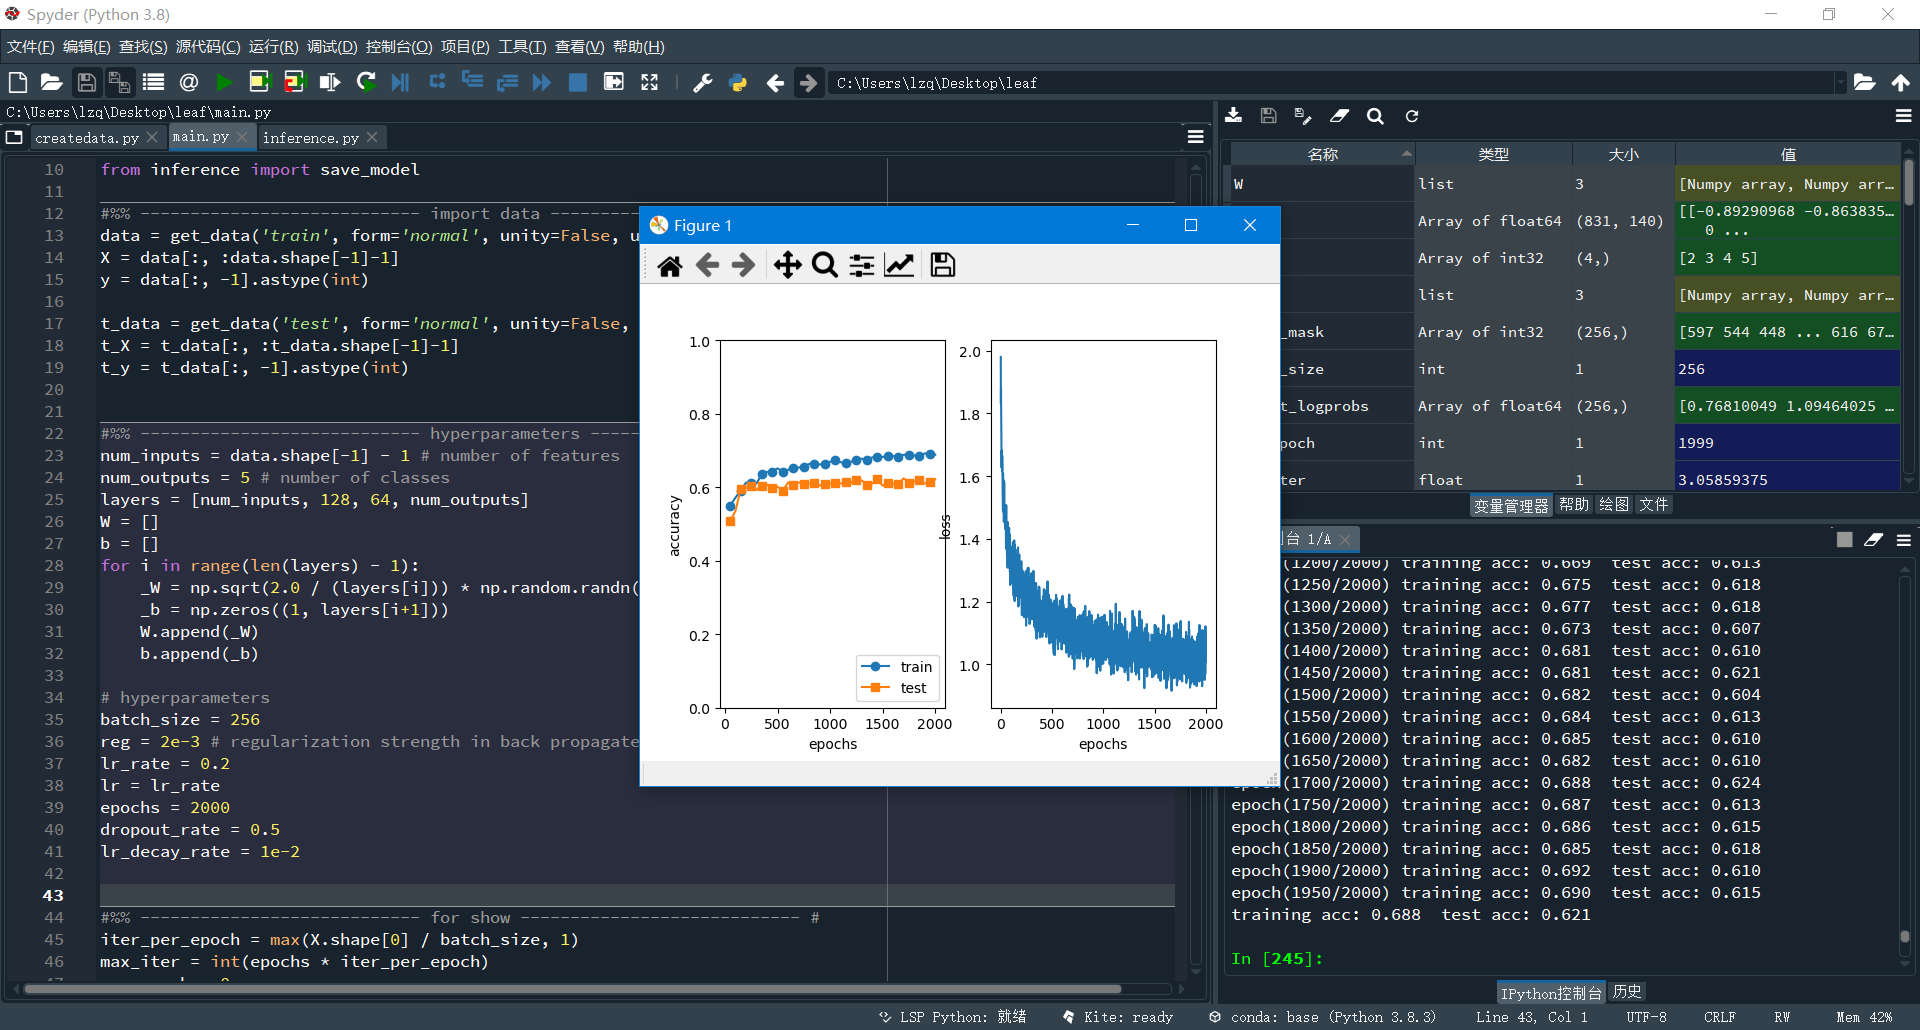 Spyder (Python 3.8)
文件(F) 编辑(E) 查找(S) 源代码(C) 运行(R) 调试(D) 控制台(O) 项目(P) 工具(T) 查看(V) 帮助(H)
C:\Users\lzq\Desktop\leaf
C:\Users\lzq\Desktop\leaf\main.py
createdata.py main.py inference.py
10 from inference import save_model
11
12 #%% ---------------------------- import data ---------
13 data = get_data('train', form='normal', unity=False, u
14 X = data[:, :data.shape[-1]-1]
15 y = data[:, -1].astype(int)
16
17 t_data = get_data('test', form='normal', unity=False,
18 t_X = t_data[:, :t_data.shape[-1]-1]
19 t_y = t_data[:, -1].astype(int)
20
21
22 #%% ---------------------------- hyperparameters -----
23 num_inputs = data.shape[-1] - 1 # number of features
24 num_outputs = 5 # number of classes
25 layers = [num_inputs, 128, 64, num_outputs]
26 W = []
27 b = []
28 for i in range(len(layers) - 1):
29 _W = np.sqrt(2.0 / (layers[i])) * np.random.randn(
30 _b = np.zeros((1, layers[i+1]))
31 W.append(_W)
32 b.append(_b)
33
34 # hyperparameters
35 batch_size = 256
36 reg = 2e-3 # regularization strength in back propagate
37 lr_rate = 0.2
38 lr = lr_rate
39 epochs = 2000
40 dropout_rate = 0.5
41 lr_decay_rate = 1e-2
42
43
44 #%% ---------------------------- for show ---------------------------- #
45 iter_per_epoch = max(X.shape[0] / batch_size, 1)
46 max_iter = int(epochs * iter_per_epoch)
Figure 1
1.0
0.8
0.6
0.4
0.2
0.0
accuracy
0 500 1000 1500 2000
epochs
train
test
2.0
1.8
1.6
1.4
1.2
1.0
loss
0 500 1000 1500 2000
epochs
名称 类型 大小 值
W list 3 [Numpy array, Numpy arr…
Array of float64 (831, 140) [[-0.89290968 -0.863835…
0 ...
Array of int32 (4,) [2 3 4 5]
list 3 [Numpy array, Numpy arr…
_mask Array of int32 (256,) [597 544 448 ... 616 67…
_size int 1 256
t_logprobs Array of float64 (256,) [0.76810049 1.09464025 …
poch int 1 1999
ter float 1 3.05859375
变量管理器 帮助 绘图 文件
台 1/A
(1200/2000) training acc: 0.669 test acc: 0.613
(1250/2000) training acc: 0.675 test acc: 0.618
(1300/2000) training acc: 0.677 test acc: 0.618
(1350/2000) training acc: 0.673 test acc: 0.607
(1400/2000) training acc: 0.681 test acc: 0.610
(1450/2000) training acc: 0.681 test acc: 0.621
(1500/2000) training acc: 0.682 test acc: 0.604
(1550/2000) training acc: 0.684 test acc: 0.613
(1600/2000) training acc: 0.685 test acc: 0.610
(1650/2000) training acc: 0.682 test acc: 0.610
epoch(1700/2000) training acc: 0.688 test acc: 0.624
epoch(1750/2000) training acc: 0.687 test acc: 0.613
epoch(1800/2000) training acc: 0.686 test acc: 0.615
epoch(1850/2000) training acc: 0.685 test acc: 0.618
epoch(1900/2000) training acc: 0.692 test acc: 0.610
epoch(1950/2000) training acc: 0.690 test acc: 0.615
training acc: 0.688 test acc: 0.621
In [245]:
IPython控制台 历史
LSP Python: 就绪 Kite: ready conda: base (Python 3.8.3) Line 43, Col 1 UTF-8 CRLF RW Mem 42%